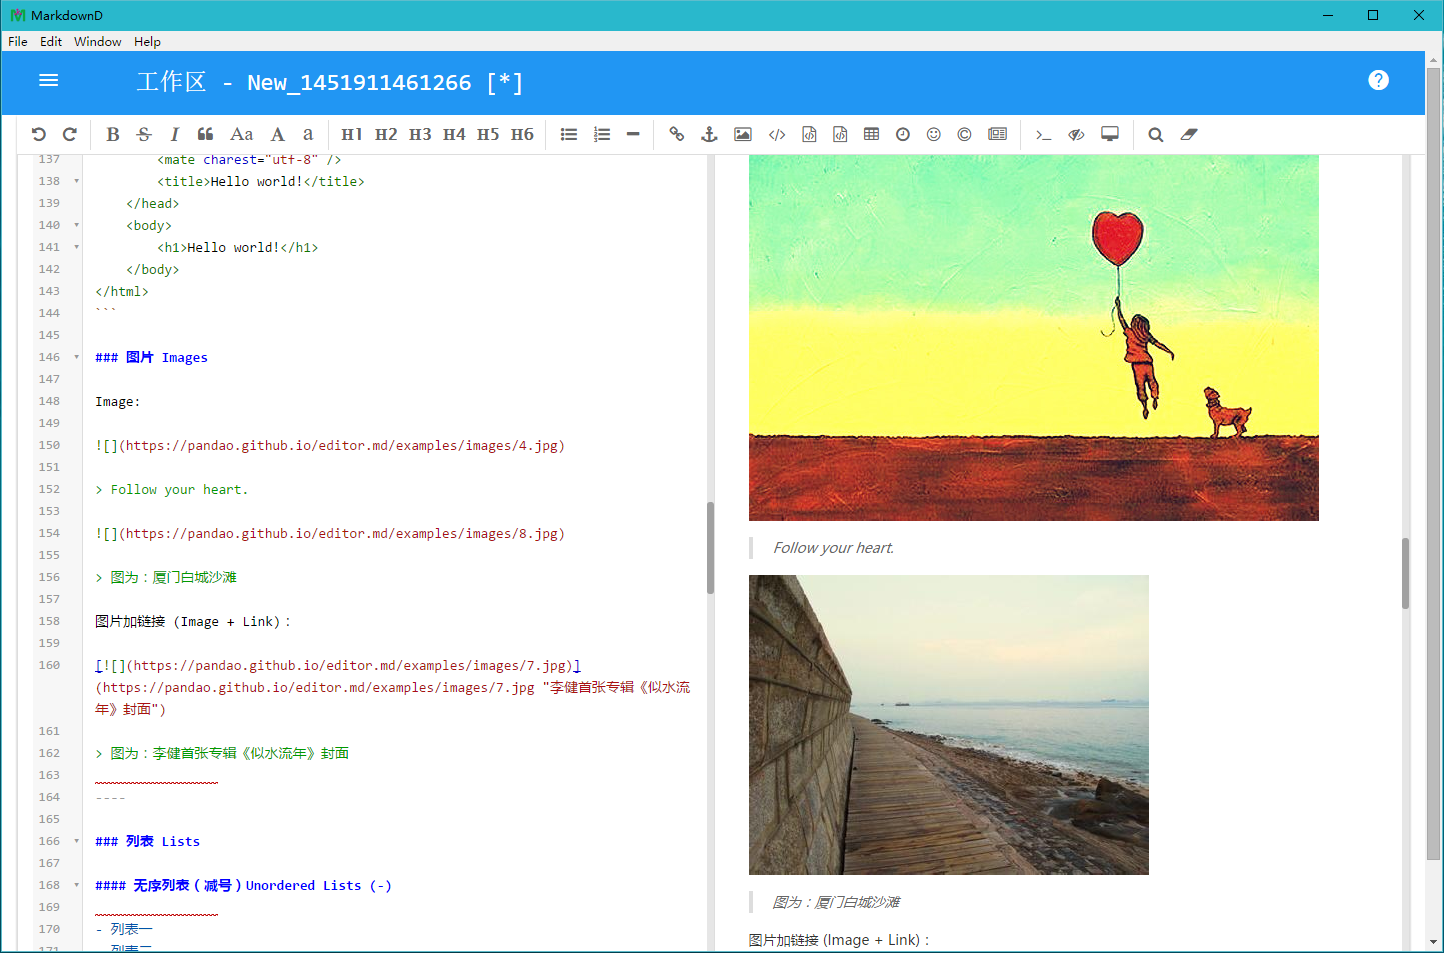 MarkdownD
File Edit Window Help
工作区 - New_1451911461266 [*]
B S I Aa A a H1 H2 H3 H4 H5 H6
137 <mate charest="utf-8" />
138 <title>Hello world!</title>
139 </head>
140 <body>
141 <h1>Hello world!</h1>
142 </body>
143 </html>
144 ```
145
146 ### 图片 Images
147
148 Image:
149
150 ![](https://pandao.github.io/editor.md/examples/images/4.jpg)
151
152 > Follow your heart.
153
154 ![](https://pandao.github.io/editor.md/examples/images/8.jpg)
155
156 > 图为：厦门白城沙滩
157
158 图片加链接 (Image + Link)：
159
160 [![](https://pandao.github.io/editor.md/examples/images/7.jpg)]
(https://pandao.github.io/editor.md/examples/images/7.jpg "李健首张专辑《似水流
年》封面")
161
162 > 图为：李健首张专辑《似水流年》封面
163
164 ----
165
166 ### 列表 Lists
167
168 #### 无序列表（减号）Unordered Lists (-)
169
170 - 列表一
171 列表二
Follow your heart.
图为：厦门白城沙滩
图片加链接 (Image + Link)：